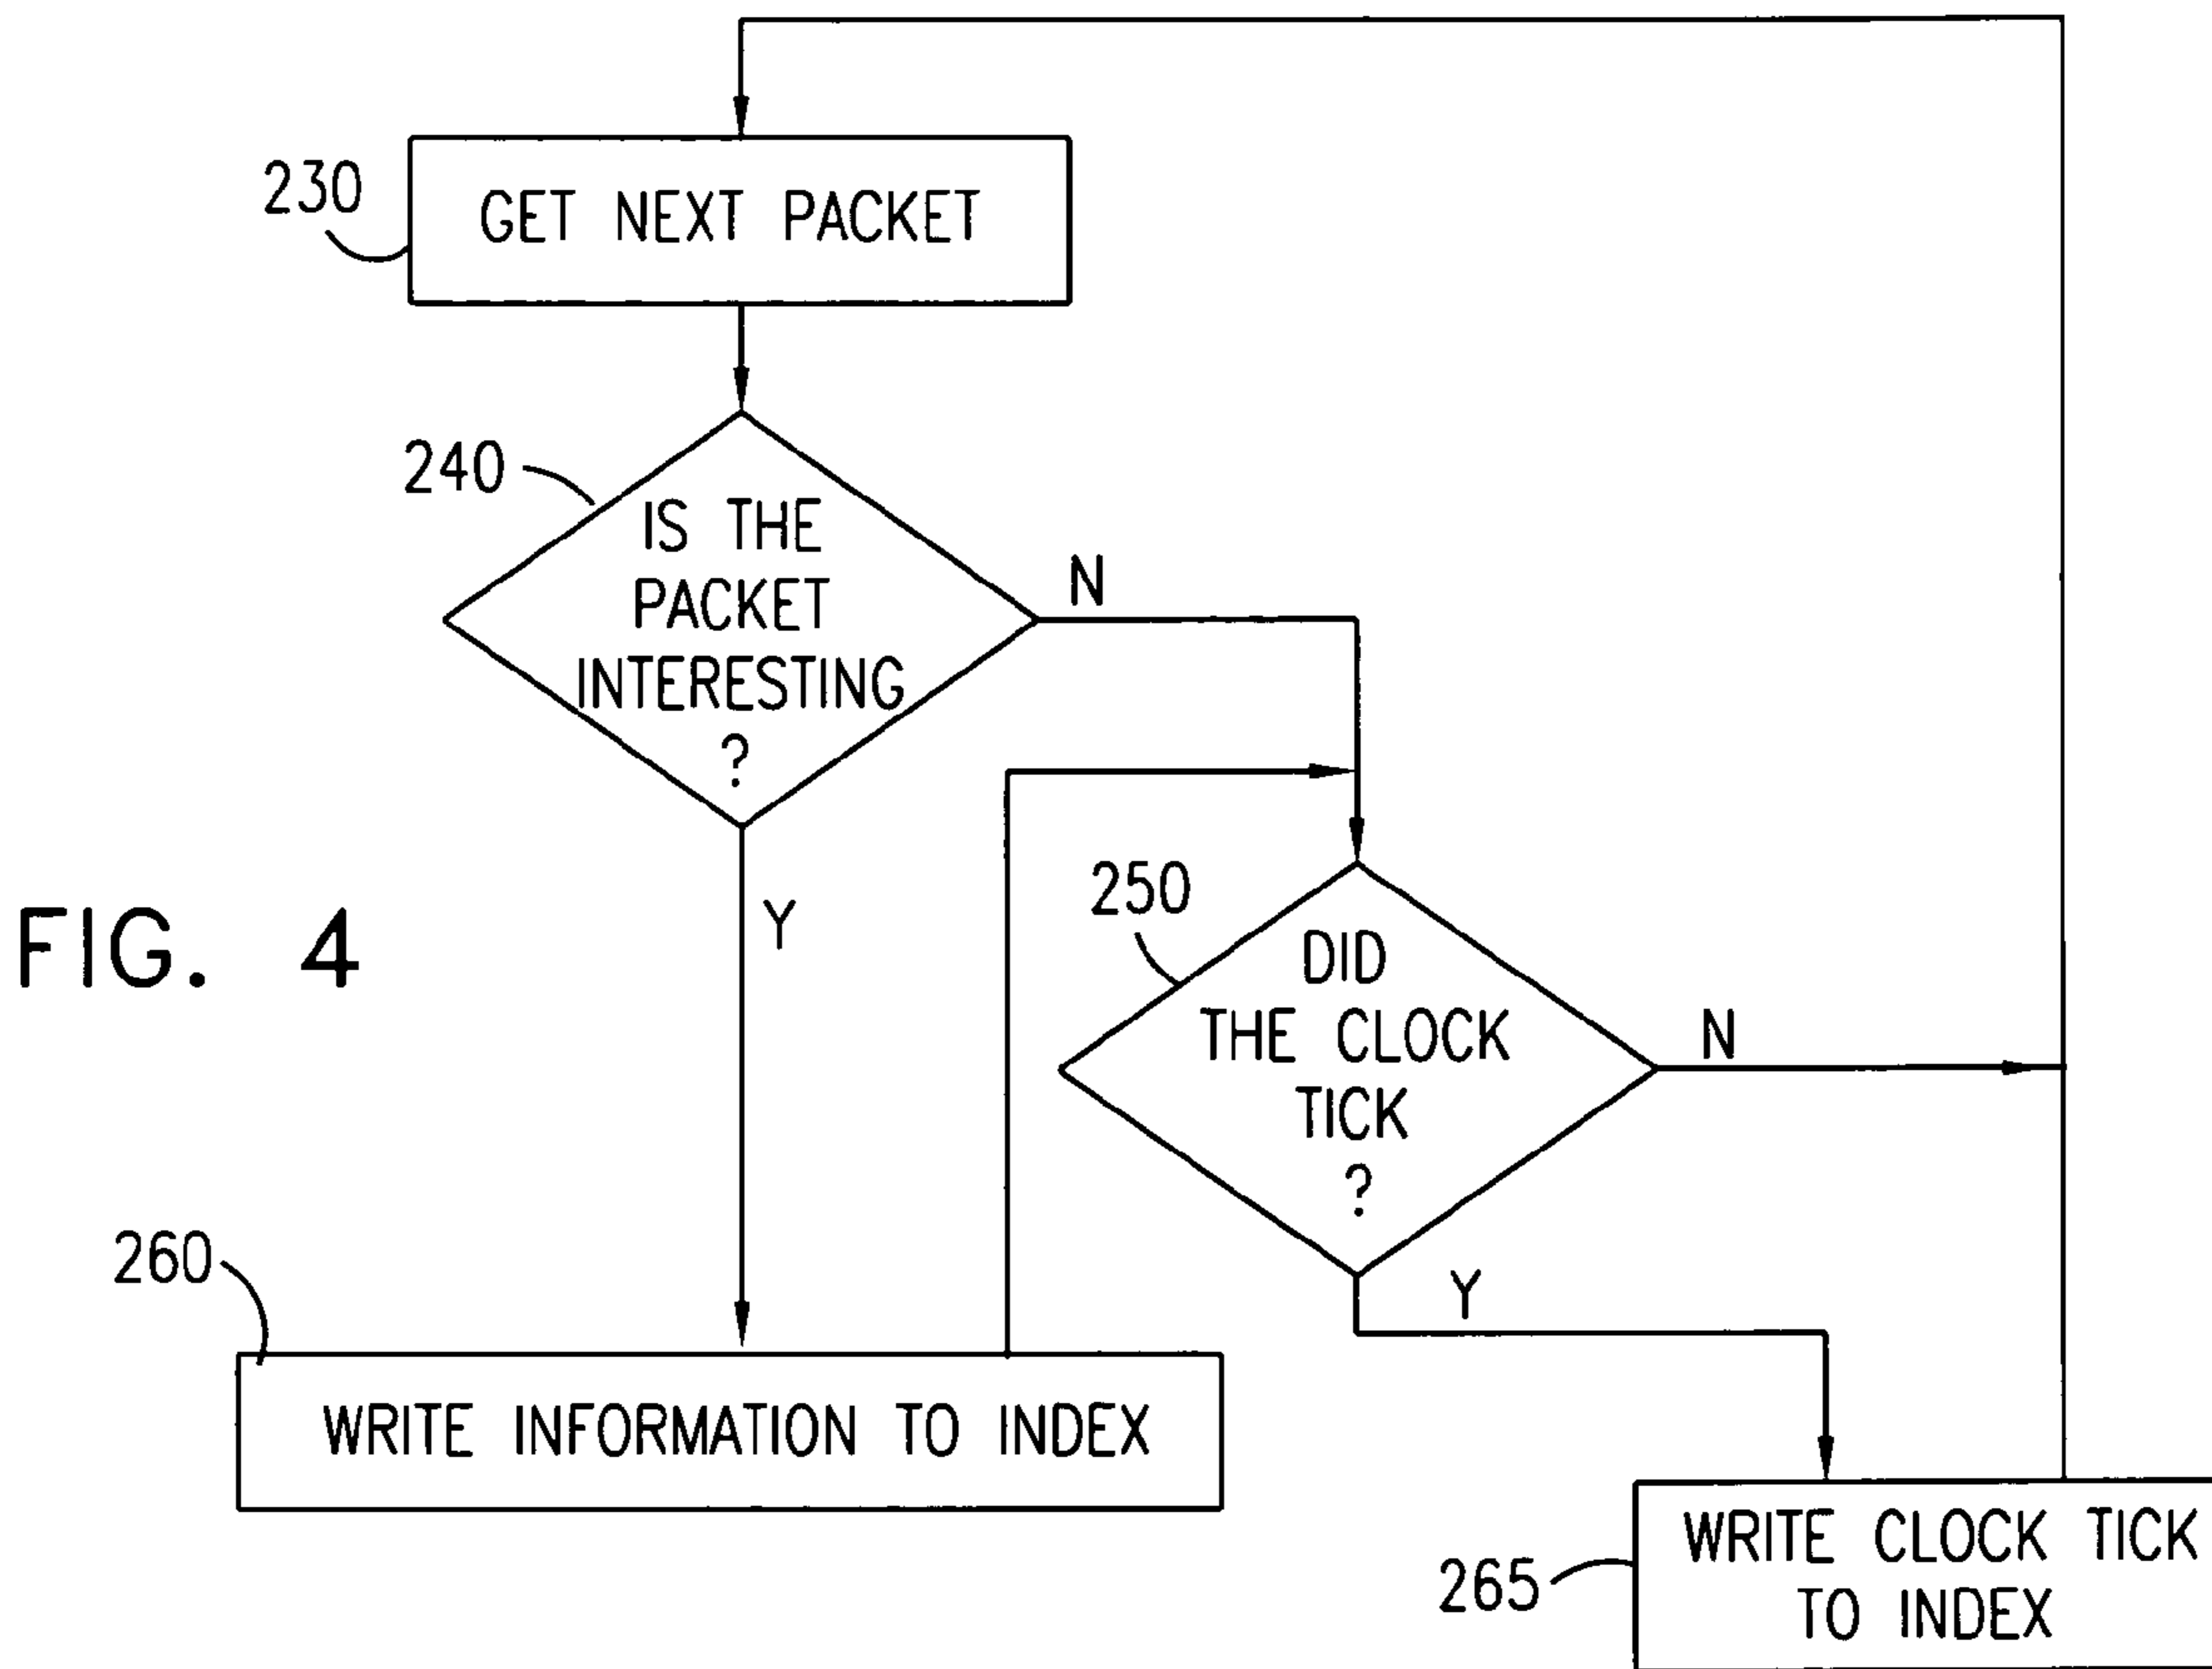 230
GET NEXT PACKET
240
IS THE
PACKET
INTERESTING
?
N
Y
FIG. 4
250
DID
THE CLOCK
TICK
?
N
Y
260
WRITE INFORMATION TO INDEX
265
WRITE CLOCK TICK
TO INDEX